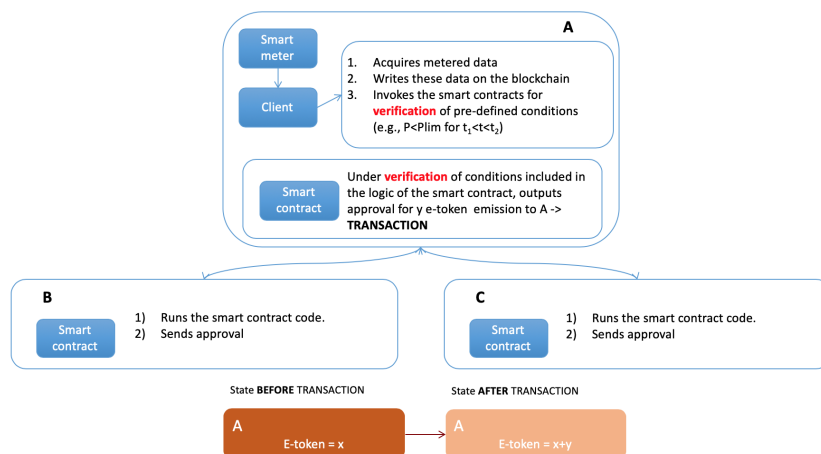 A
Smart
meter
Client
1. Acquires metered data
2. Writes these data on the blockchain
3. Invokes the smart contracts for
verification of pre-defined conditions
(e.g., P<Plim for t₁<t<t₂)
Smart
contract
Under verification of conditions included in
the logic of the smart contract, outputs
approval for y e-token emission to A ->
TRANSACTION
B
Smart
contract
1) Runs the smart contract code.
2) Sends approval
C
Smart
contract
1) Runs the smart contract code.
2) Sends approval
State BEFORE TRANSACTION
State AFTER TRANSACTION
A
E-token = x
A
E-token = x+y